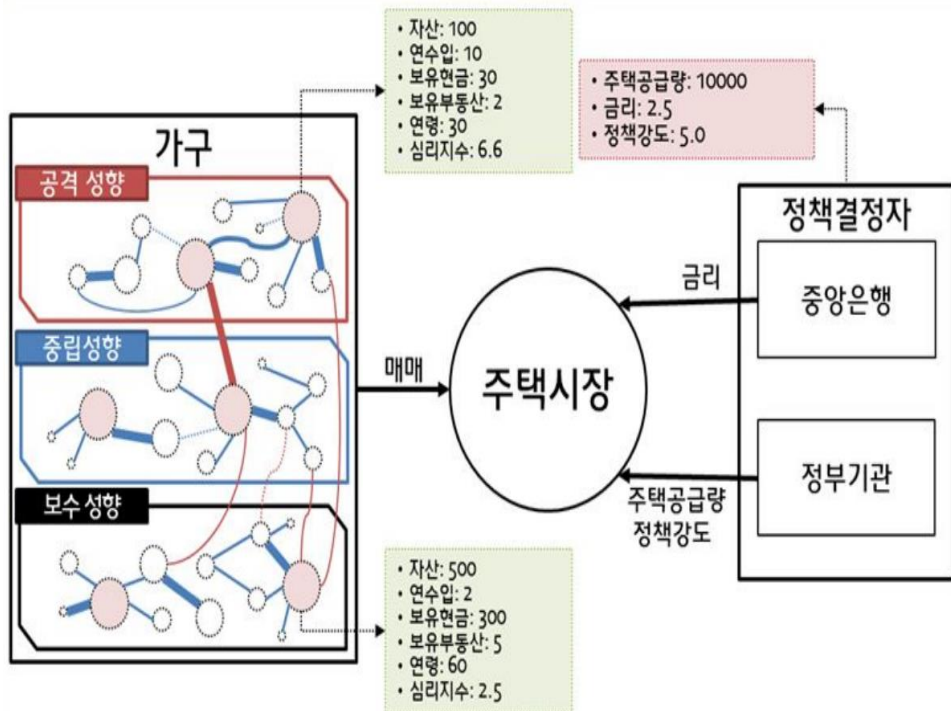 • 자산: 100
• 연수입: 10
• 보유현금: 30
• 보유부동산: 2
• 연령: 30
• 심리지수: 6.6
• 주택공급량: 10000
• 금리: 2.5
• 정책강도: 5.0
가구
공격 성향
중립성향
보수 성향
매매
주택시장
금리
주택공급량
정책강도
정책결정자
중앙은행
정부기관
• 자산: 500
• 연수입: 2
• 보유현금: 300
• 보유부동산: 5
• 연령: 60
• 심리지수: 2.5